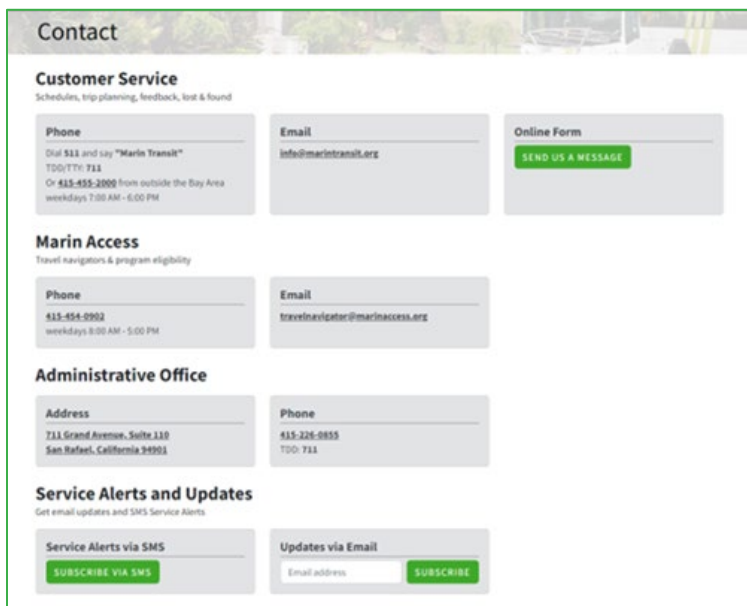 Contact
Customer Service
Schedules, trip planning, feedback, lost & found
Phone
Dial 511 and say "Marin Transit"
TDD/TTY: 711
Or 415-455-2000 from outside the Bay Area
weekdays 7:00 AM - 6:00 PM
Email
info@marintransit.org
Online Form
SEND US A MESSAGE
Marin Access
Travel navigators & program eligibility
Phone
415-454-0902
weekdays 8:00 AM - 5:00 PM
Email
travelnavigator@marinaccess.org
Administrative Office
Address
711 Grand Avenue, Suite 110
San Rafael, California 94901
Phone
415-226-0855
TDD: 711
Service Alerts and Updates
Get email updates and SMS Service Alerts
Service Alerts via SMS
SUBSCRIBE VIA SMS
Updates via Email
Email address
SUBSCRIBE